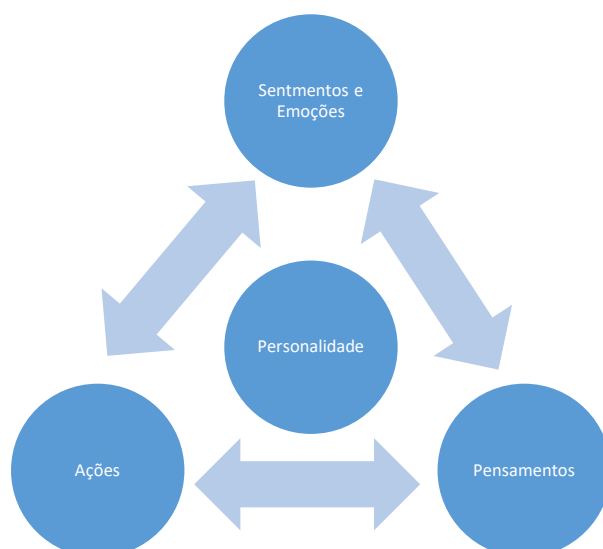 Sentmentos e
Emoções
Personalidade
Ações
Pensamentos